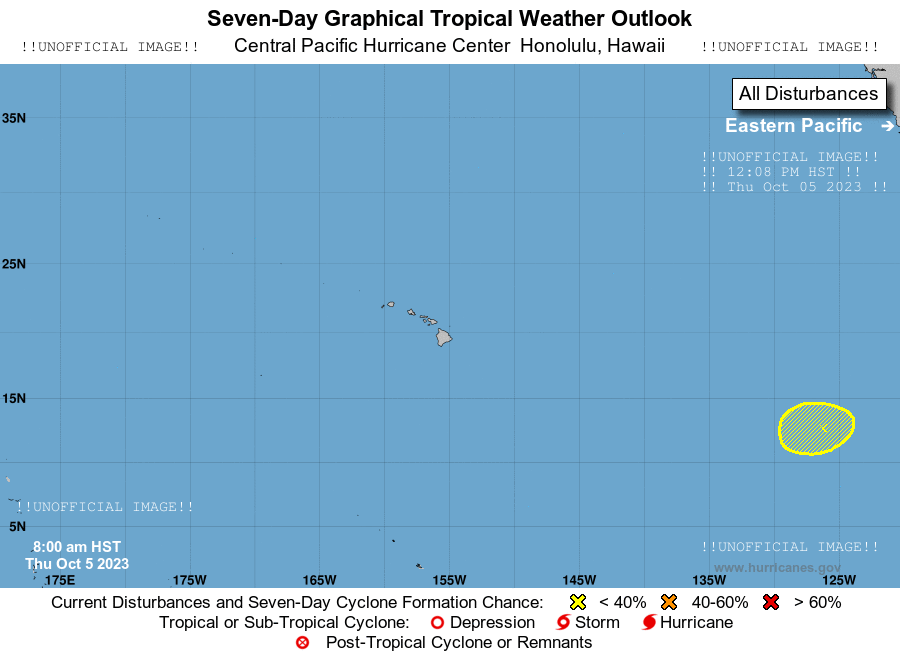 Seven-Day Graphical Tropical Weather Outlook
!!UNOFFICIAL IMAGE!! Central Pacific Hurricane Center Honolulu, Hawaii !!UNOFFICIAL IMAGE!!
All Disturbances
35N
Eastern Pacific
!!UNOFFICIAL IMAGE!!
!! 12:08 PM HST !!
!! Thu Oct 05 2023 !!
25N
15N
!!UNOFFICIAL IMAGE!!
5N
8:00 am HST
!!UNOFFICIAL IMAGE!!
Thu Oct 5 2023
www.hurricanes.gov
175E 175W 165W 155W 145W 135W 125W
Current Disturbances and Seven-Day Cyclone Formation Chance: < 40% 40-60% > 60%
Tropical or Sub-Tropical Cyclone: Depression Storm Hurricane
Post-Tropical Cyclone or Remnants